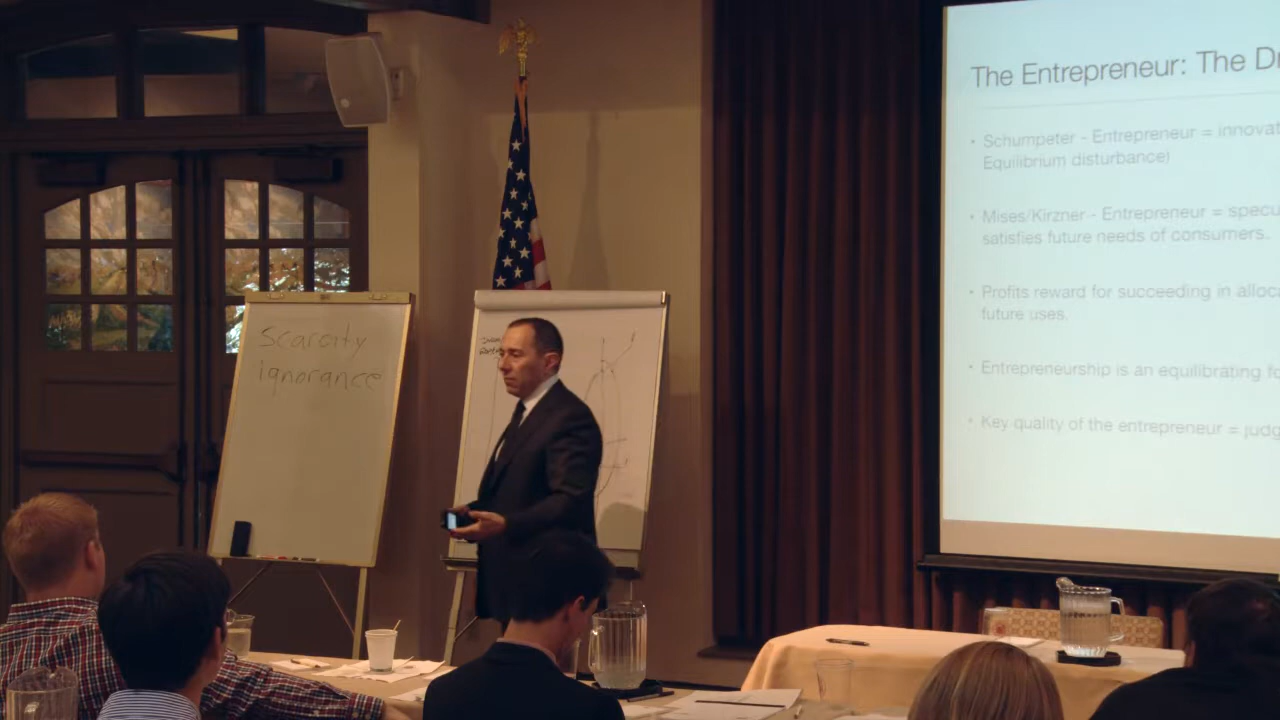 scarcity
ignorance
The Entrepreneur: The Dr
• Schumpeter - Entrepreneur = innovat
Equilibrium disturbance)
• Mises/Kirzner - Entrepreneur = specu
satisfies future needs of consumers.
• Profits reward for succeeding in alloca
future uses.
• Entrepreneurship is an equilibrating fo
• Key quality of the entrepreneur = judg